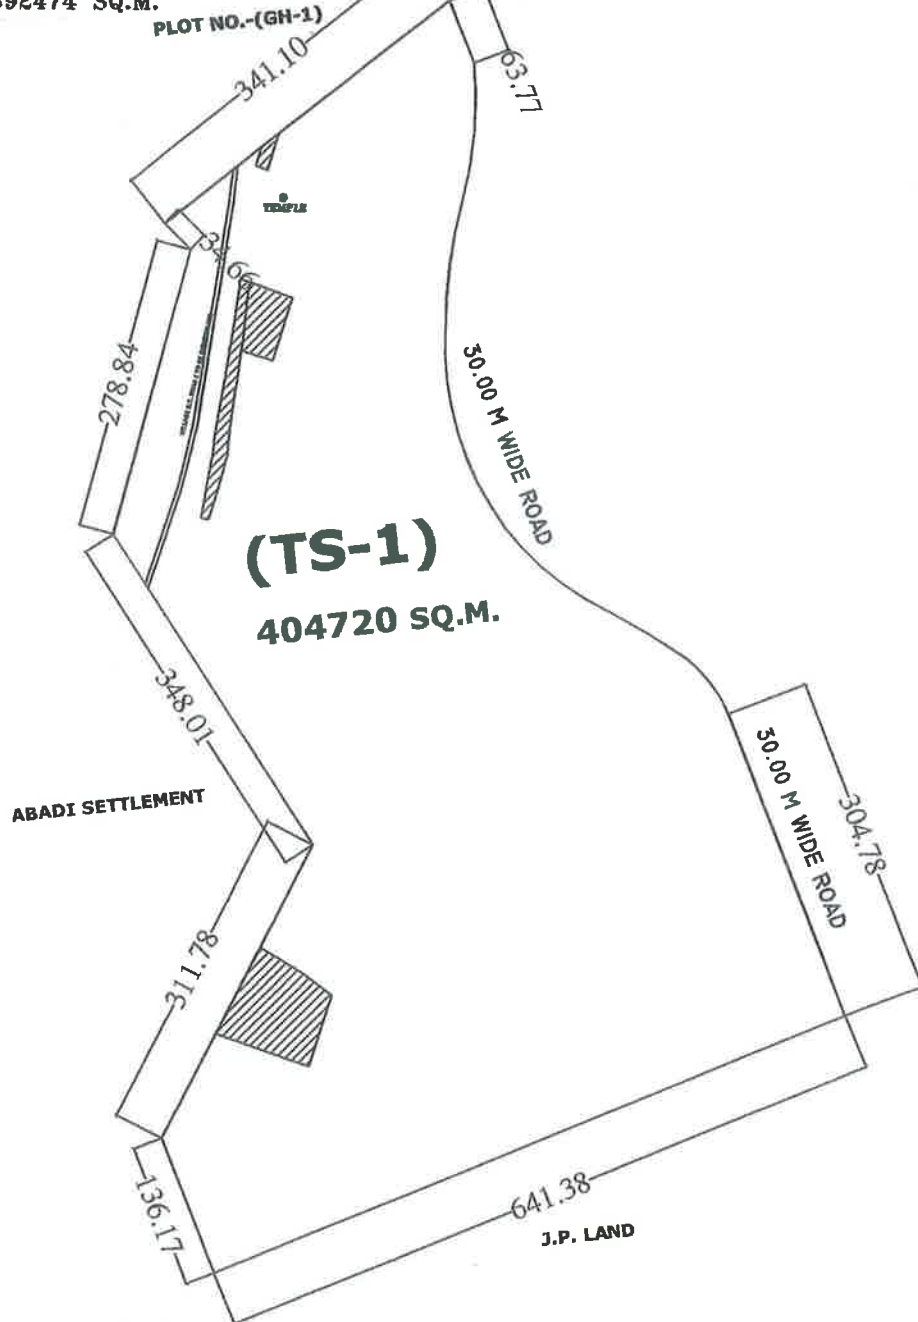 392474 SQ.M.
PLOT NO.-(GH-1)
341.10
63.77
TEMPLE
34.66
278.84
30.00 M WIDE ROAD
(TS-1)
404720 SQ.M.
348.01
30.00 M WIDE ROAD
304.78
ABADI SETTLEMENT
311.78
136.17
641.38
J.P. LAND